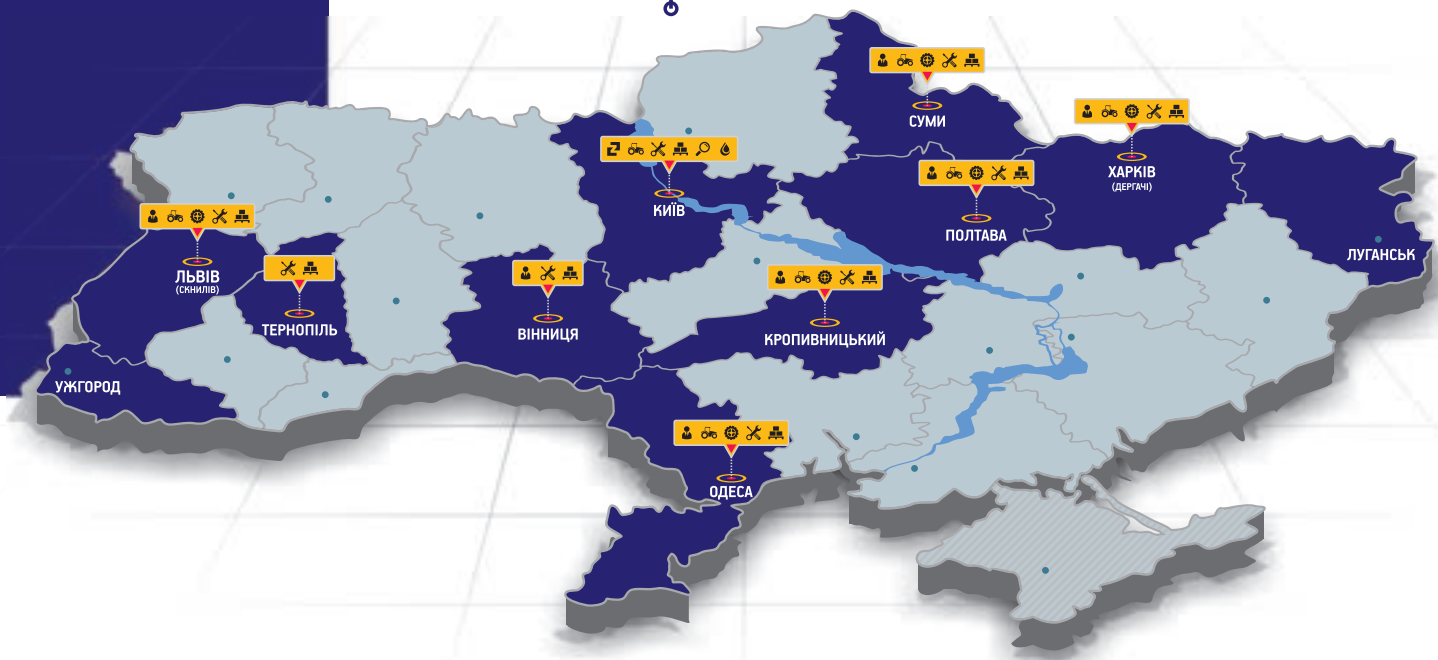 СУМИ
ХАРКІВ
(ДЕРГАЧІ)
КИЇВ
ПОЛТАВА
ЛУГАНСЬК
ЛЬВІВ
(СКНИЛІВ)
ТЕРНОПІЛЬ
ВІННИЦЯ
КРОПИВНИЦЬКИЙ
УЖГОРОД
ОДЕСА